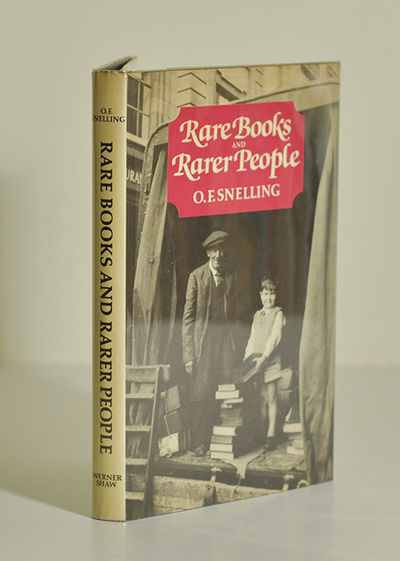 O.F.
SNELLING
RARE BOOKS AND RARER PEOPLE
WERNER
SHAW
Rare Books
AND
Rarer People
O.F. SNELLING